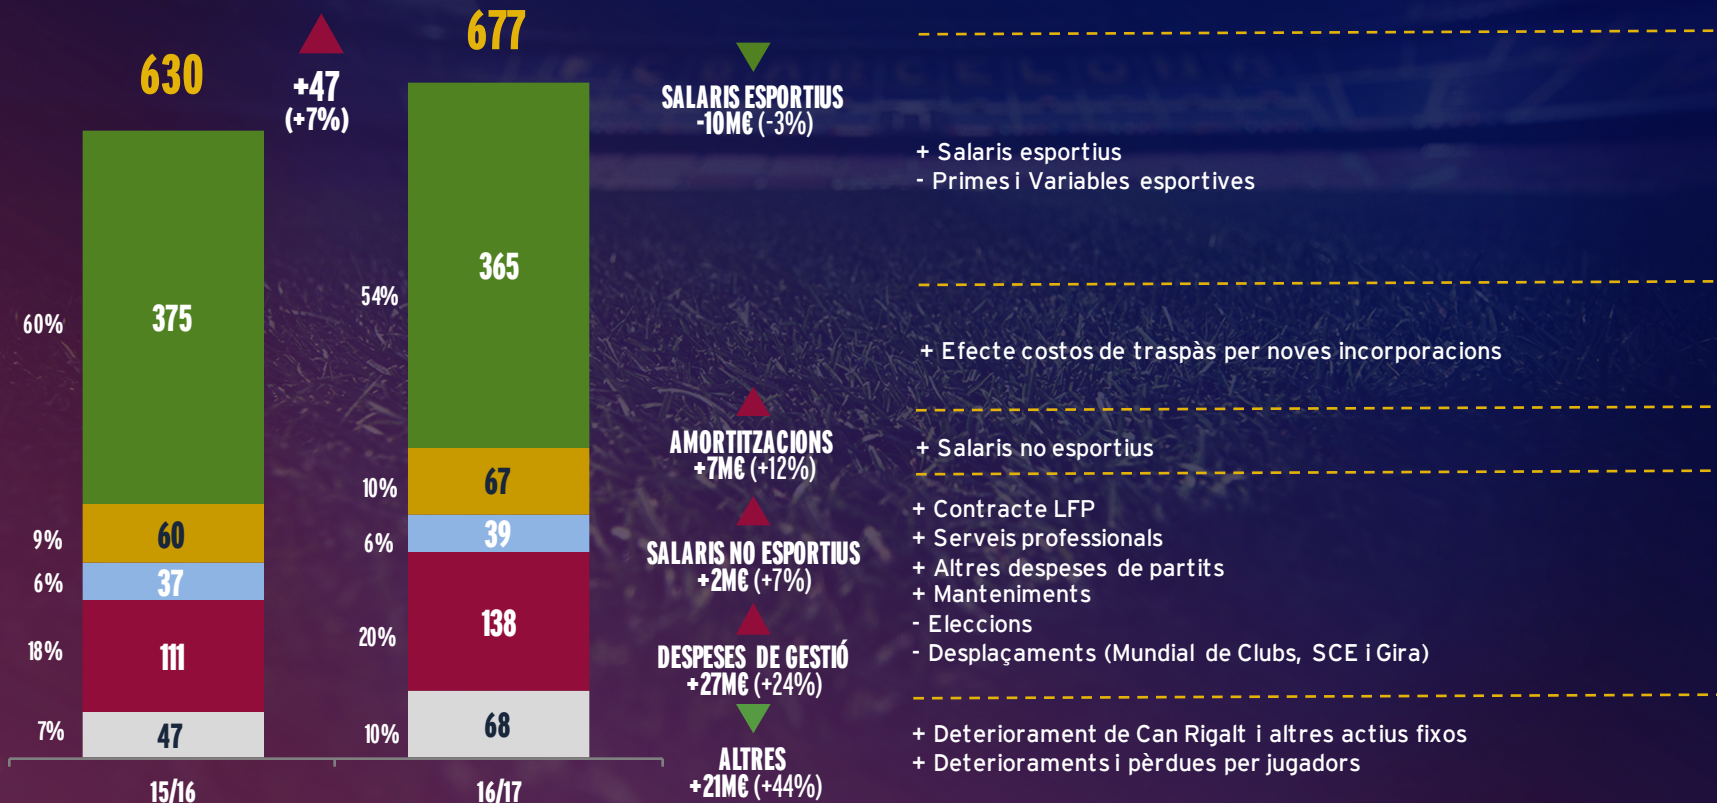 630
+47
(+7%)
677
60%
375
9%
60
6%
37
18%
111
7%
47
15/16
54%
365
10%
67
6%
39
20%
138
10%
68
16/17
SALARIS ESPORTIUS
-10M€ (-3%)
AMORTITZACIONS
+7M€ (+12%)
SALARIS NO ESPORTIUS
+2M€ (+7%)
DESPESES DE GESTIÓ
+27M€ (+24%)
ALTRES
+21M€ (+44%)
+ Salaris esportius
- Primes i Variables esportives
+ Efecte costos de traspàs per noves incorporacions
+ Salaris no esportius
+ Contracte LFP
+ Serveis professionals
+ Altres despeses de partits
+ Manteniments
- Eleccions
- Desplaçaments (Mundial de Clubs, SCE i Gira)
+ Deteriorament de Can Rigalt i altres actius fixos
+ Deterioraments i pèrdues per jugadors